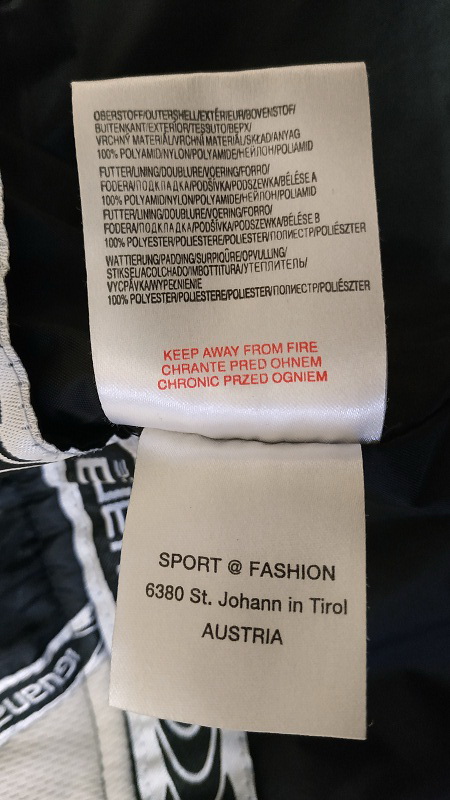 OBERSTOFF/OUTERSHELL/EXTÉRIEUR/BOVENSTOF/
BUITENKANT/EXTERIOR/TESSUTO/ВЕРХ/
VRCHNÝ MATERIÁL/VRCHNÍ MATERIÁL/SKŁAD/ANYAG
100% POLYAMID/NYLON/POLYAMIDE/НЕЙЛОН/POLIAMID
FUTTER/LINING/DOUBLURE/VOERING/FORRO/
FODERA/ПОДКЛАДКА/PODŠÍVKA/PODSZEWKA/BÉLÉSE A
100% POLYAMID/NYLON/POLYAMIDE/НЕЙЛОН/POLIAMID
FUTTER/LINING/DOUBLURE/VOERING/FORRO/
FODERA/ПОДКЛАДКА/PODŠÍVKA/PODSZEWKA/BÉLÉSE B
100% POLYESTER/POLIESTERE/POLIESTER/ПОЛИЕСТР/POLIÉSZTER
WATTIERUNG/PADDING/SURPIQÛRE/OPVULLING/
STIKSEL/ACOLCHADO/IMBOTTITURA/УТЕПЛИТЕЛЬ/
VYCPÁVKA/WYPEŁNIENIE
100% POLYESTER/POLIESTERE/POLIESTER/ПОЛИЕСТР/POLIÉSZTER
KEEP AWAY FROM FIRE
CHRANTE PRED OHNEM
CHRONIC PRZED OGNIEM
SPORT @ FASHION
6380 St. Johann in Tirol
AUSTRIA